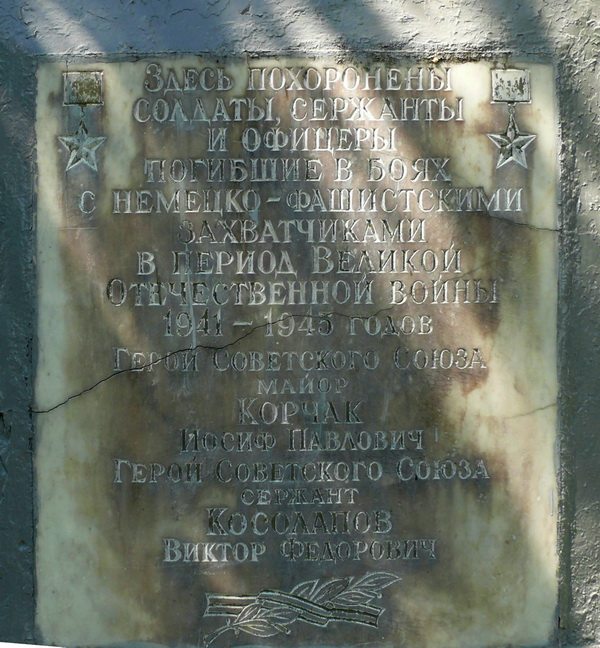 Здесь похоронены
солдаты, сержанты
и офицеры
погибшие в боях
с немецко-фашистскими
захватчиками
в период Великой
Отечественной войны
1941 – 1945 годов
Герой Советского Союза
майор
Корчак
Иосиф Павлович
Герой Советского Союза
сержант
Косолапов
Виктор Федорович